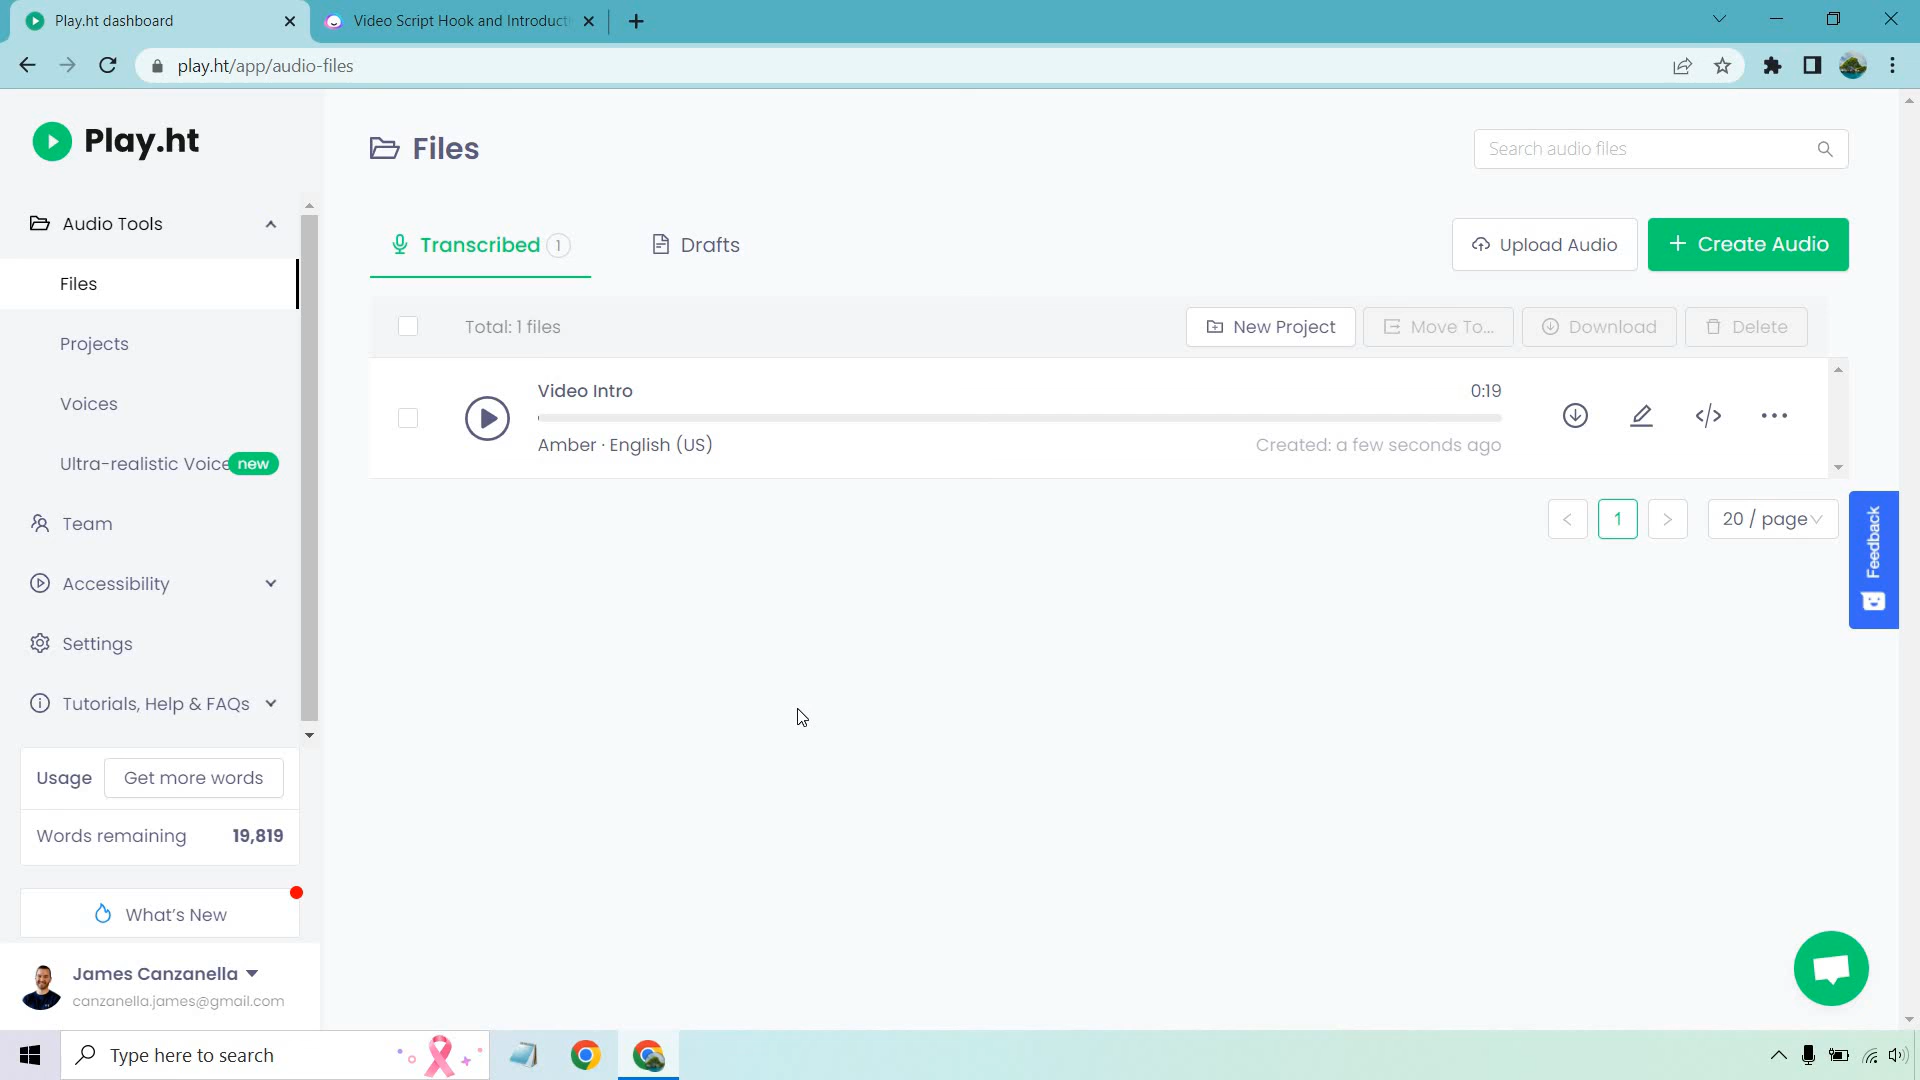 Play.ht dashboard
Video Script Hook and Introduct
play.ht/app/audio-files
Play.ht
Audio Tools
Files
Projects
Voices
Ultra-realistic Voice
new
Team
Accessibility
Settings
Tutorials, Help & FAQs
Usage
Get more words
Words remaining
19,819
What's New
James Canzanella
canzanella.james@gmail.com
Files
Search audio files
Transcribed
1
Drafts
Upload Audio
+ Create Audio
Total: 1 files
New Project
Move To...
Download
Delete
Video Intro
0:19
Amber · English (US)
Created: a few seconds ago
</>
...
<
1
>
20 / page
Feedback
Type here to search